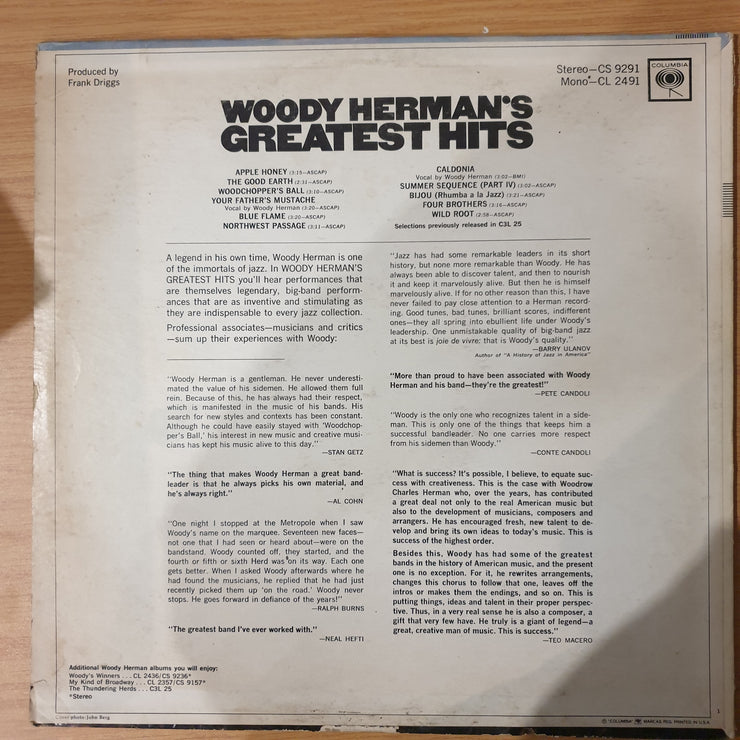 Produced by
Frank Driggs
Stereo—CS 9291
Mono—CL 2491
COLUMBIA
WOODY HERMAN'S
GREATEST HITS
APPLE HONEY (3:15—ASCAP)
THE GOOD EARTH (2:31—ASCAP)
WOODCHOPPER'S BALL (3:10—ASCAP)
YOUR FATHER'S MUSTACHE
Vocal by Woody Herman (3:20—ASCAP)
BLUE FLAME (3:20—ASCAP)
NORTHWEST PASSAGE (3:11—ASCAP)
CALDONIA
Vocal by Woody Herman (3:02—BMI)
SUMMER SEQUENCE (PART IV) (3:02—ASCAP)
BIJOU (Rhumba a la Jazz) (3:21—ASCAP)
FOUR BROTHERS (3:16—ASCAP)
WILD ROOT (2:58—ASCAP)
Selections previously released in C3L 25
A legend in his own time, Woody Herman is one
of the immortals of jazz. In WOODY HERMAN'S
GREATEST HITS you'll hear performances that
are themselves legendary, big-band perform-
ances that are as inventive and stimulating as
they are indispensable to every jazz collection.
Professional associates—musicians and critics
—sum up their experiences with Woody:
"Woody Herman is a gentleman. He never underesti-
mated the value of his sidemen. He allowed them full
rein. Because of this, he has always had their respect,
which is manifested in the music of his bands. His
search for new styles and contexts has been constant.
Although he could have easily stayed with 'Woodchop-
per's Ball,' his interest in new music and creative musi-
cians has kept his music alive to this day."
—STAN GETZ
"The thing that makes Woody Herman a great band-
leader is that he always picks his own material, and
he's always right."
—AL COHN
"One night I stopped at the Metropole when I saw
Woody's name on the marquee. Seventeen new faces—
not one that I had seen or heard about—were on the
bandstand. Woody counted off, they started, and the
fourth or fifth or sixth Herd was on its way. Each one
gets better. When I asked Woody afterwards where he
had found the musicians, he replied that he had just
recently picked them up 'on the road.' Woody never
stops. He goes forward in defiance of the years!"
—RALPH BURNS
"The greatest band I've ever worked with."
—NEAL HEFTI
"Jazz has had some remarkable leaders in its short
history, but none more remarkable than Woody. He has
always been able to discover talent, and then to nourish
it and keep it marvelously alive. But then he is himself
marvelously alive. If for no other reason than this, I have
never failed to pay close attention to a Herman record-
ing. Good tunes, bad tunes, brilliant scores, indifferent
ones—they all spring into ebullient life under Woody's
leadership. One unmistakable quality of big-band jazz
at its best is joie de vivre: that is Woody's quality."
—BARRY ULANOV
Author of "A History of Jazz in America"
"More than proud to have been associated with Woody
Herman and his band—they're the greatest!"
—PETE CANDOLI
"Woody is the only one who recognizes talent in a side-
man. This is only one of the things that keeps him a
successful bandleader. No one carries more respect
from his sidemen than Woody."
—CONTE CANDOLI
"What is success? It's possible, I believe, to equate suc-
cess with creativeness. This is the case with Woodrow
Charles Herman who, over the years, has contributed
a great deal not only to the real American music but
also to the development of musicians, composers and
arrangers. He has encouraged fresh, new talent to de-
velop and bring its own ideas to today's music. This is
success of the highest order.
Besides this, Woody has had some of the greatest
bands in the history of American music, and the present
one is no exception. For it, he rewrites arrangements,
changes this chorus to follow that one, leaves off the
intros or makes them the endings, and so on. This is
putting things, ideas and talent in their proper perspec-
tive. Thus, in a very real sense he is also a composer, a
gift that very few have. He truly is a giant of legend—a
great, creative man of music. This is success."
—TEO MACERO
Additional Woody Herman albums you will enjoy:
Woody's Winners . . . CL 2436/CS 9236*
My Kind of Broadway . . . CL 2357/CS 9157*
The Thundering Herds . . . C3L 25
*Stereo
Cover photo: John Berg
© "COLUMBIA" MARCAS REG. PRINTED IN U.S.A.
1